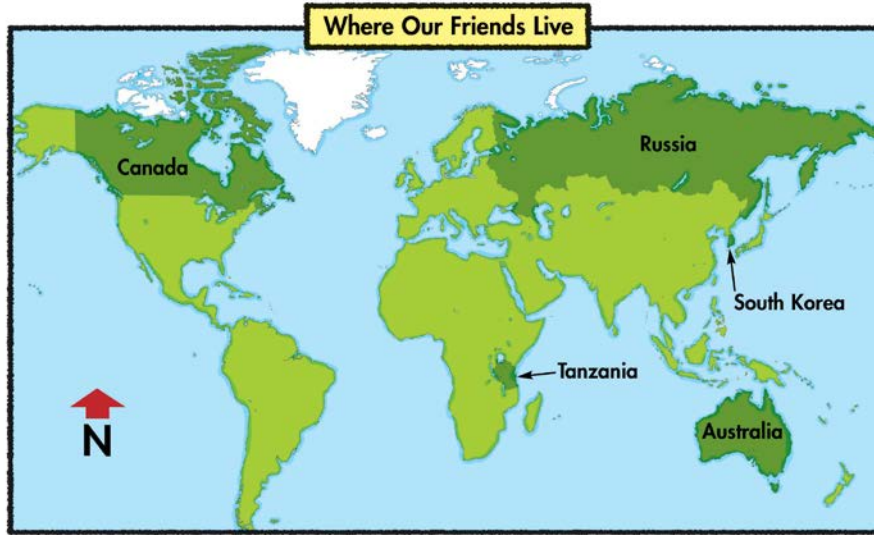 Where Our Friends Live
Canada
Russia
South Korea
Tanzania
Australia
N